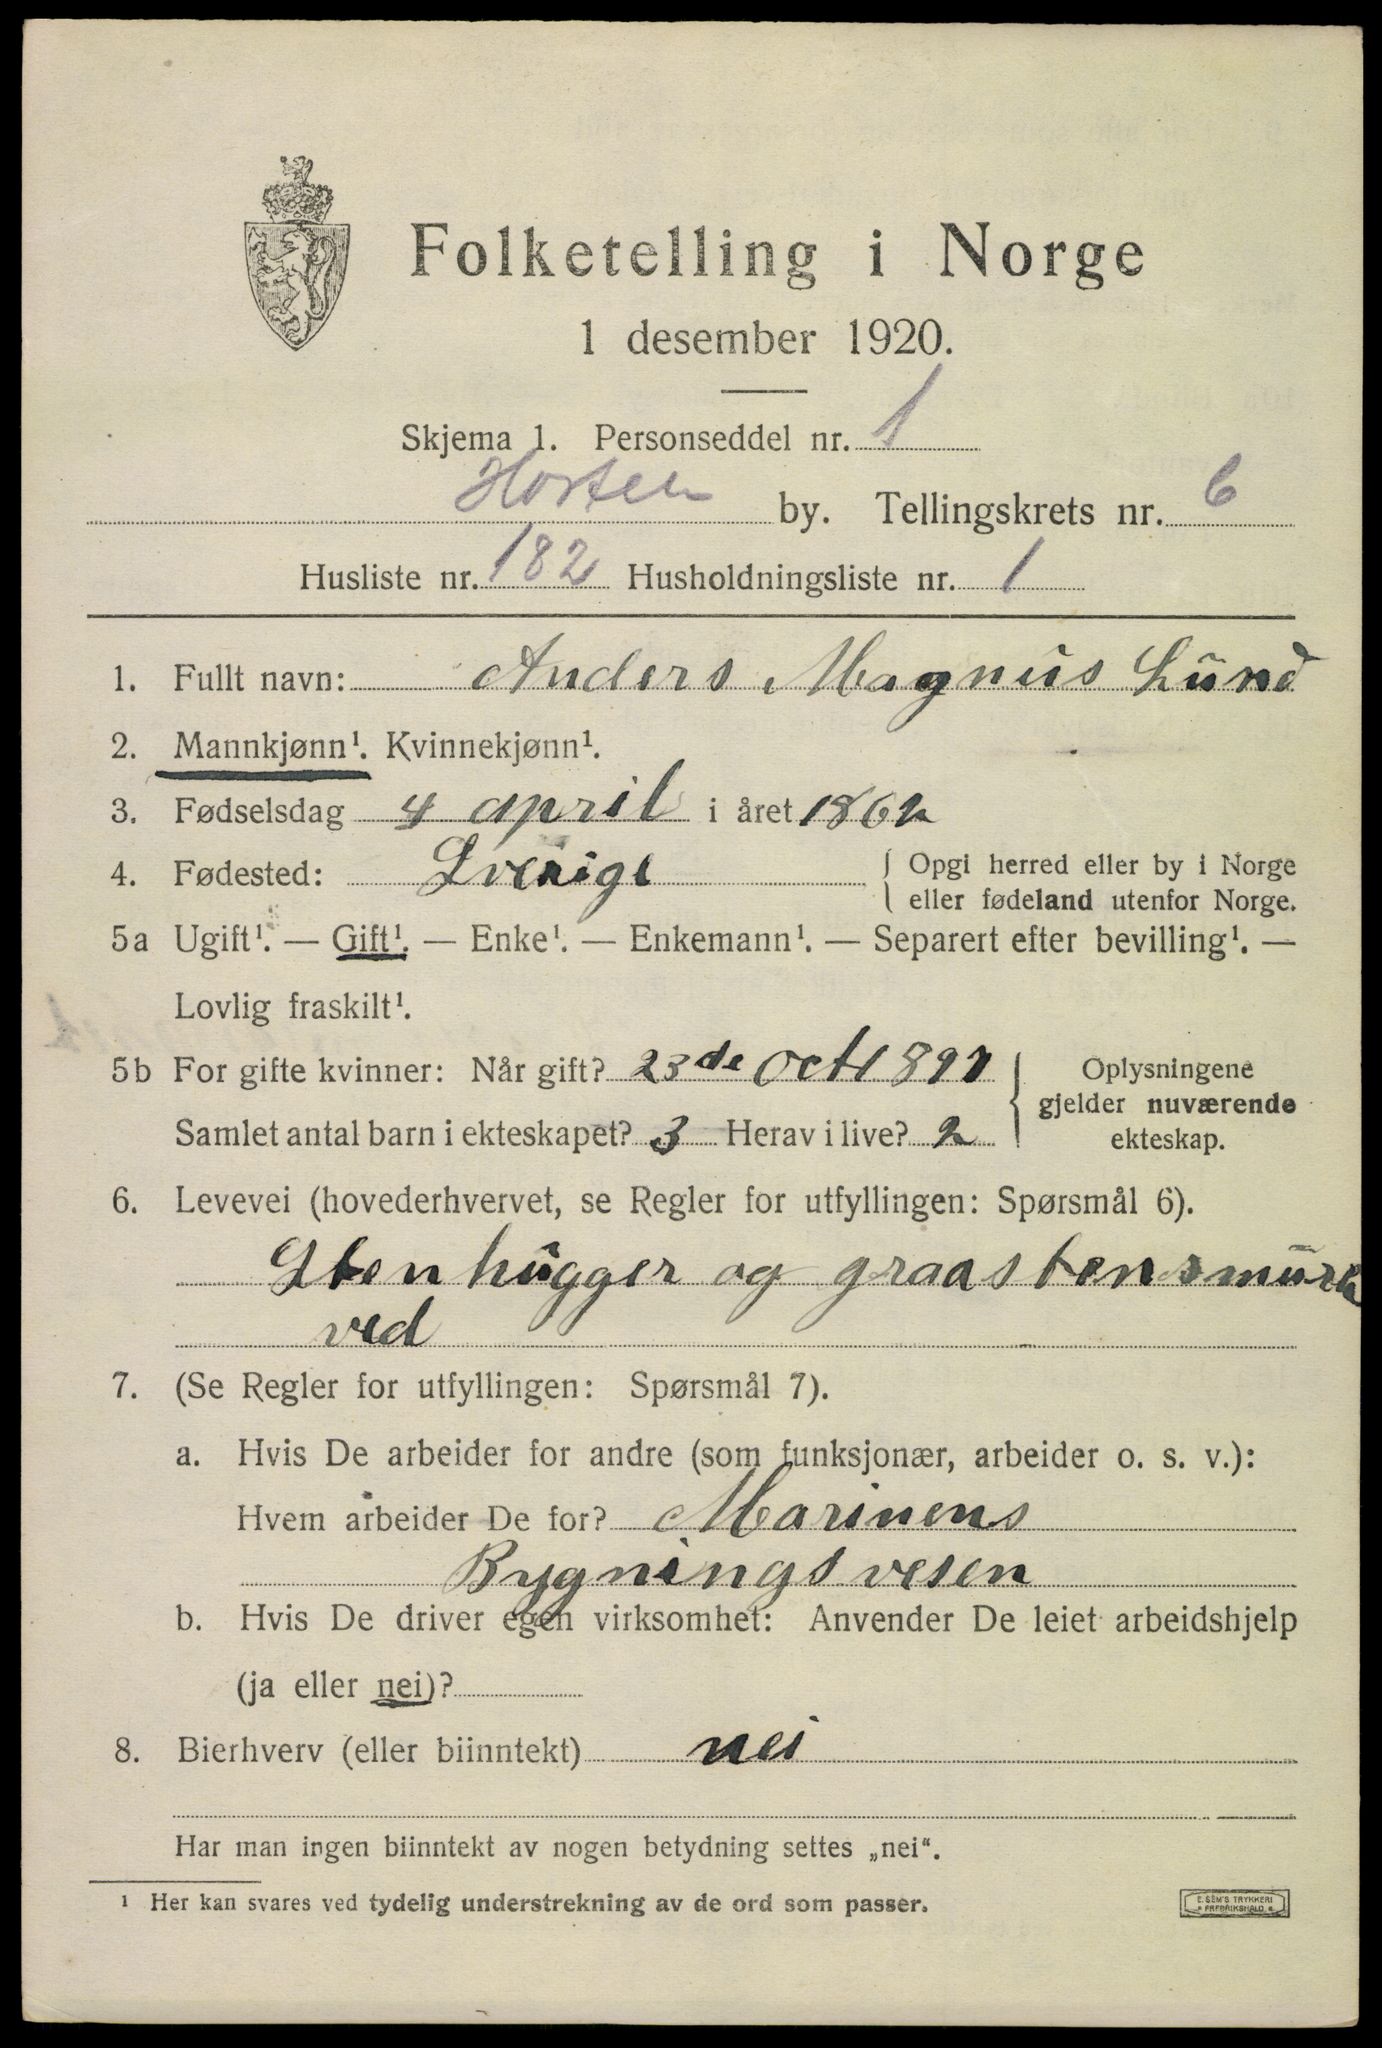 Folketelling i Norge
1 desember 1920.
Skjema 1. Personseddel nr. 1
Horten by. Tellingskrets nr. 6
Husliste nr. 182 Husholdningsliste nr. 1
1. Fullt navn: Anders Magnus Lund
2. Mannkjønn¹. Kvinnekjønn¹.
3. Fødselsdag 4 april i året 1862
4. Fødested: Sverige { Opgi herred eller by i Norge
eller fødeland utenfor Norge.
5a Ugift¹. — Gift¹. — Enke¹. — Enkemann¹. — Separert efter bevilling¹. —
Lovlig fraskilt¹.
5b For gifte kvinner: Når gift? 23de oct 1891 } Oplysningene
gjelder nuværende
Samlet antal barn i ekteskapet? 3 Herav i live? 2 ekteskap.
6. Levevei (hovederhvervet, se Regler for utfyllingen: Spørsmål 6).
Stenhugger og graastensmurer
ved
7. (Se Regler for utfyllingen: Spørsmål 7).
a. Hvis De arbeider for andre (som funksjonær, arbeider o. s. v.):
Hvem arbeider De for? Marinens
Bygningsvesen
b. Hvis De driver egen virksomhet: Anvender De leiet arbeidshjelp
(ja eller nei)?
8. Bierhverv (eller biinntekt) nei
Har man ingen biinntekt av nogen betydning settes „nei“.
¹ Her kan svares ved tydelig understrekning av de ord som passer.
E. SEM'S TRYKKERI
FREDRIKSHALD